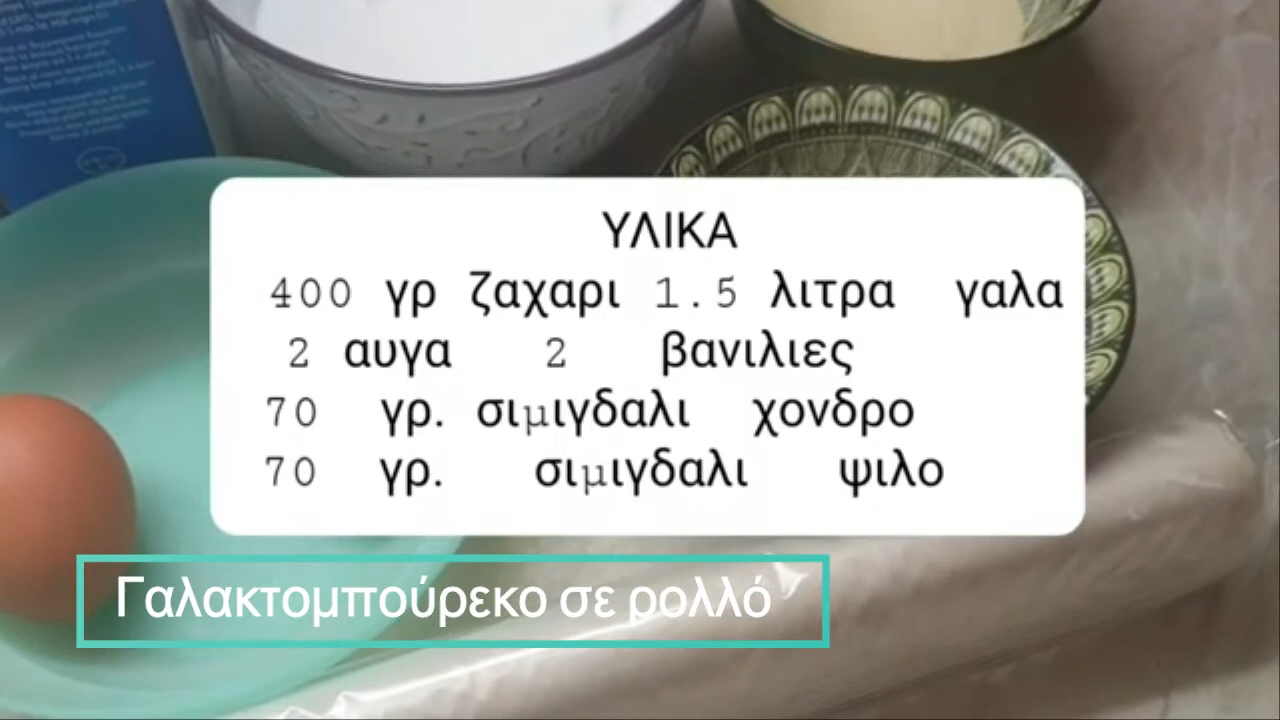 ΥΛΙΚΑ
400 γρ ζαχαρι 1.5 λιτρα γαλα
2 αυγα 2 βανιλιες
70 γρ. σιμιγδαλι χονδρο
70 γρ. σιμιγδαλι ψιλο
Γαλακτομπούρεκο σε ρολλό